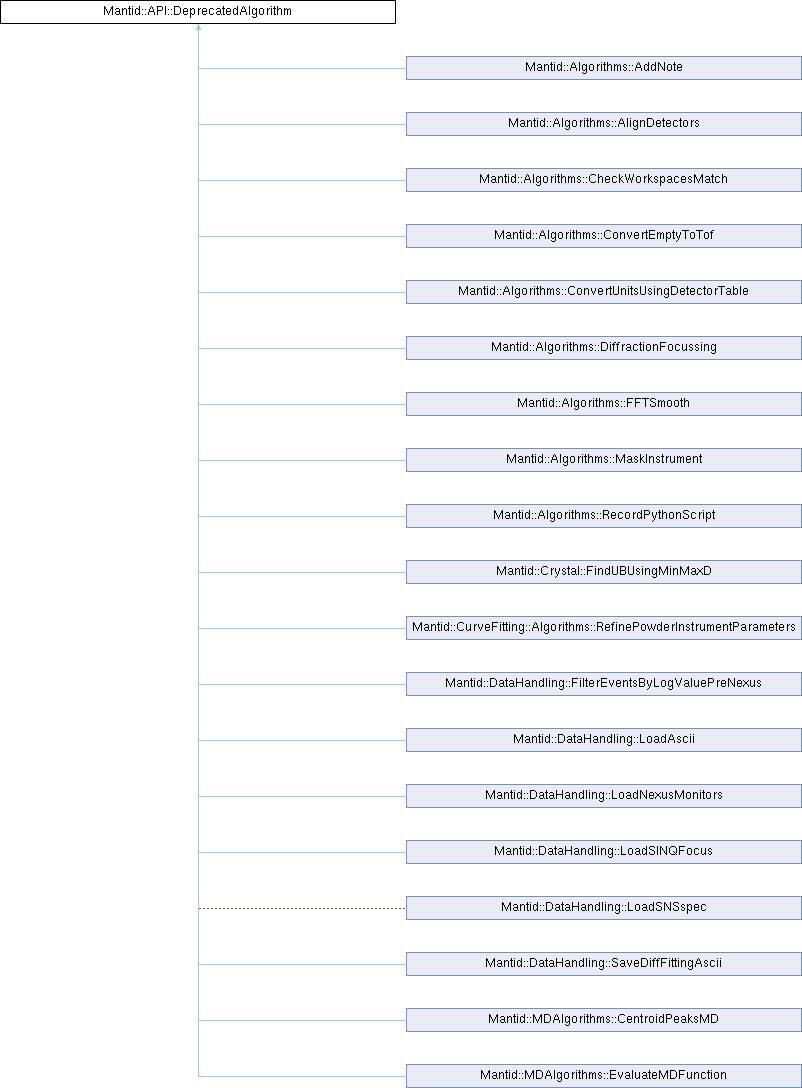 Mantid::API::DeprecatedAlgorithm
Mantid::Algorithms::AddNote
Mantid::Algorithms::AlignDetectors
Mantid::Algorithms::CheckWorkspacesMatch
Mantid::Algorithms::ConvertEmptyToTof
Mantid::Algorithms::ConvertUnitsUsingDetectorTable
Mantid::Algorithms::DiffractionFocussing
Mantid::Algorithms::FFTSmooth
Mantid::Algorithms::MaskInstrument
Mantid::Algorithms::RecordPythonScript
Mantid::Crystal::FindUBUsingMinMaxD
Mantid::CurveFitting::Algorithms::RefinePowderInstrumentParameters
Mantid::DataHandling::FilterEventsByLogValuePreNexus
Mantid::DataHandling::LoadAscii
Mantid::DataHandling::LoadNexusMonitors
Mantid::DataHandling::LoadSINQFocus
Mantid::DataHandling::LoadSNSspec
Mantid::DataHandling::SaveDiffFittingAscii
Mantid::MDAlgorithms::CentroidPeaksMD
Mantid::MDAlgorithms::EvaluateMDFunction